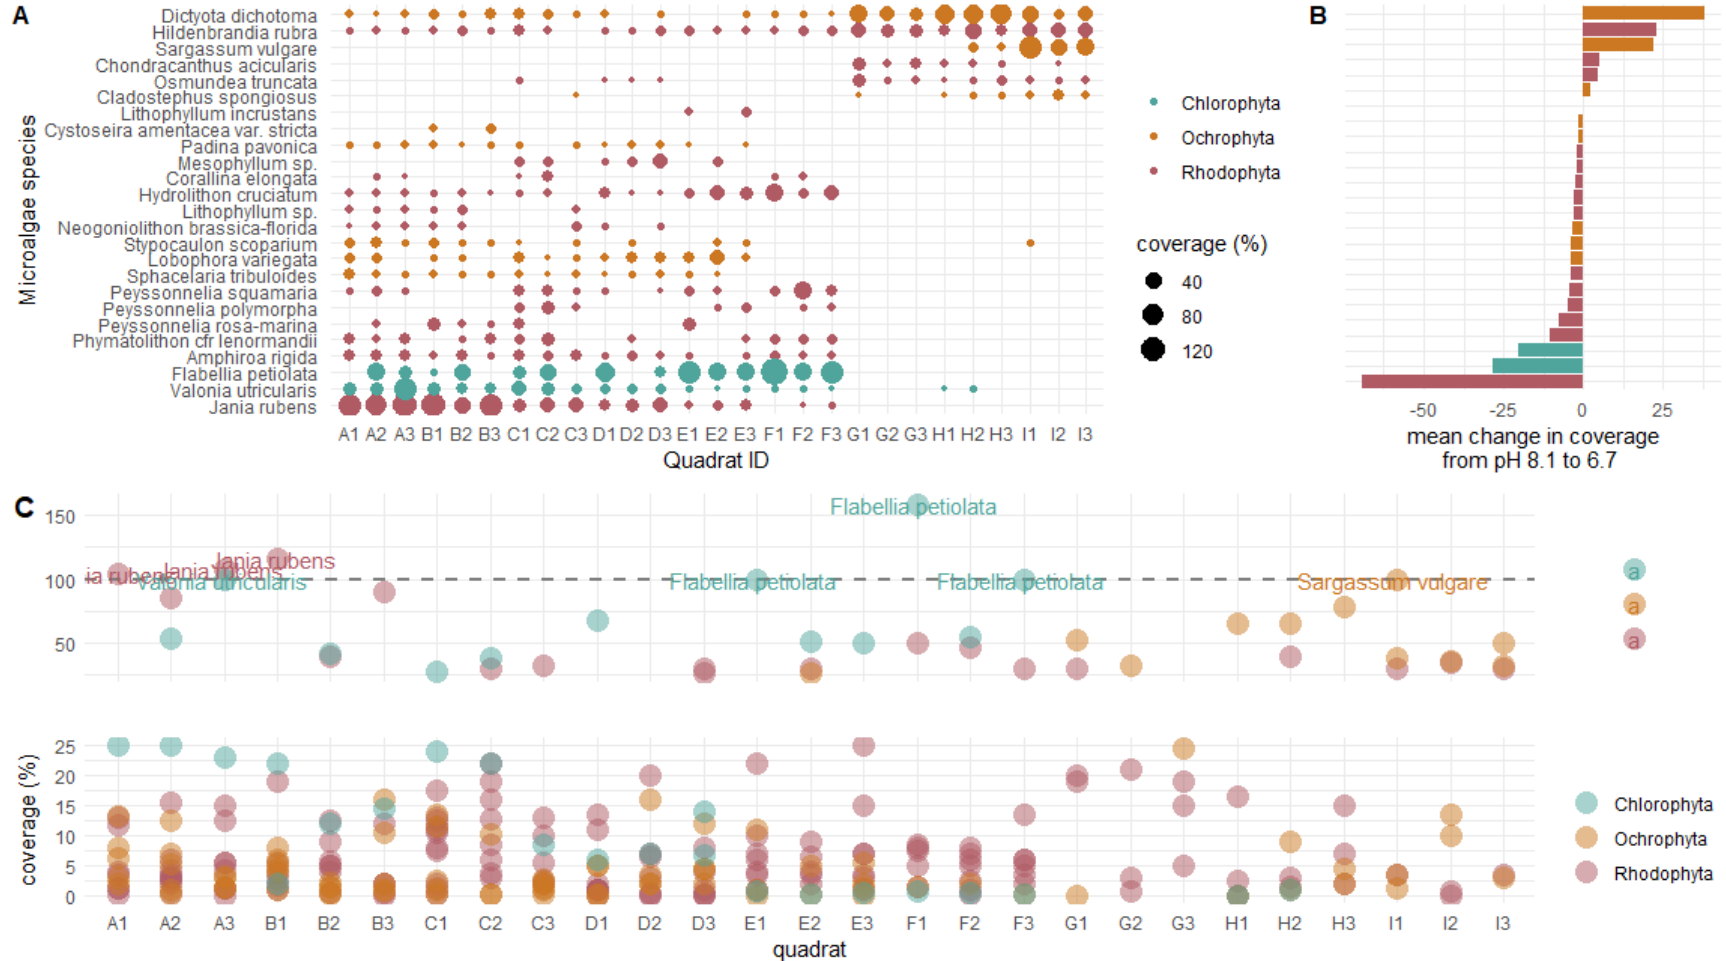 A
B
Microalgae species
Dictyota dichotoma
Hildenbrandia rubra
Sargassum vulgare
Chondracanthus acicularis
Osmundea truncata
Cladostephus spongiosus
Lithophyllum incrustans
Cystoseira amentacea var. stricta
Padina pavonica
Mesophyllum sp.
Corallina elongata
Hydrolithon cruciatum
Lithophyllum sp.
Neogoniolithon brassica-florida
Stypocaulon scoparium
Lobophora variegata
Sphacelaria tribuloides
Peyssonnelia squamaria
Peyssonnelia polymorpha
Peyssonnelia rosa-marina
Phymatolithon cfr lenormandii
Amphiroa rigida
Flabellia petiolata
Valonia utricularis
Jania rubens
A1 A2 A3 B1 B2 B3 C1 C2 C3 D1 D2 D3 E1 E2 E3 F1 F2 F3 G1 G2 G3 H1 H2 H3 I1 I2 I3
Quadrat ID
Chlorophyta
Ochrophyta
Rhodophyta
coverage (%)
40
80
120
-50 -25 0 25
mean change in coverage
from pH 8.1 to 6.7
C
150
100
50
Flabellia petiolata
Jania rubens
Jania rubens
ia rubens
Valonia utricularis
Flabellia petiolata
Flabellia petiolata
Sargassum vulgare
a
a
a
coverage (%)
25
20
15
10
5
0
A1 A2 A3 B1 B2 B3 C1 C2 C3 D1 D2 D3 E1 E2 E3 F1 F2 F3 G1 G2 G3 H1 H2 H3 I1 I2 I3
quadrat
Chlorophyta
Ochrophyta
Rhodophyta